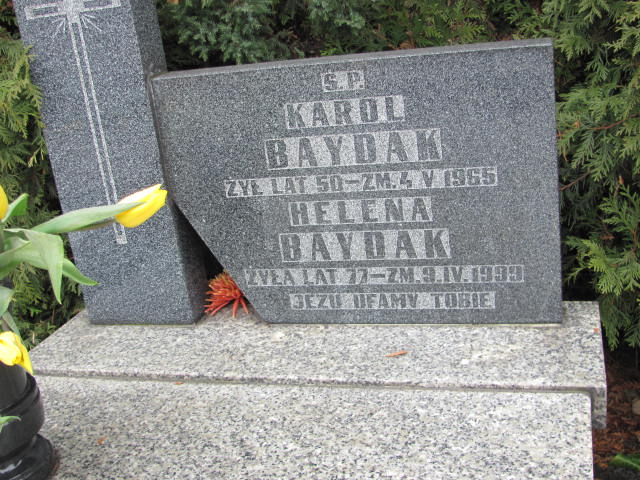 Ś.P.
KAROL
BAYDAK
ŻYŁ LAT 50-ZM.4 V 1965
HELENA
BAYDAK
ŻYŁA LAT 77-ZM.9.IV.1999
JEZU UFAMY TOBIE